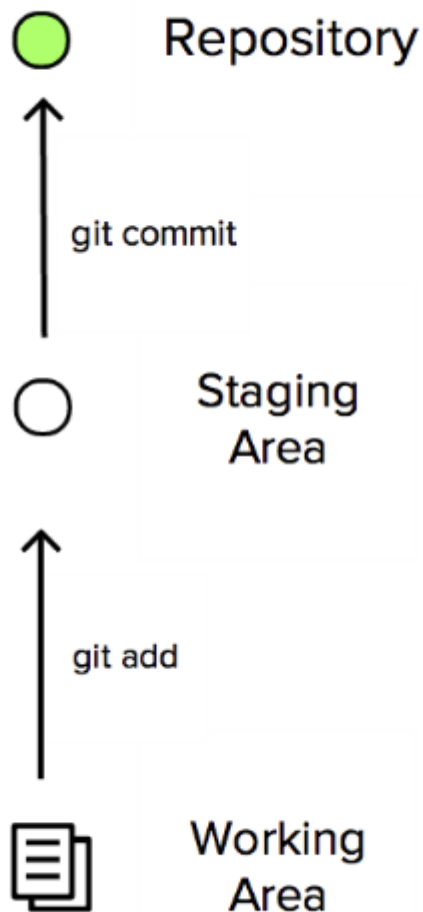 Repository
git commit
Staging
Area
git add
Working
Area